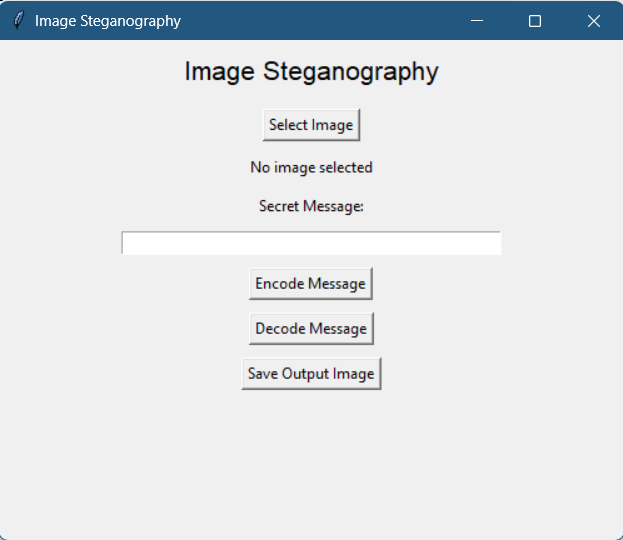 Image Steganography
Image Steganography
Select Image
No image selected
Secret Message:
Encode Message
Decode Message
Save Output Image